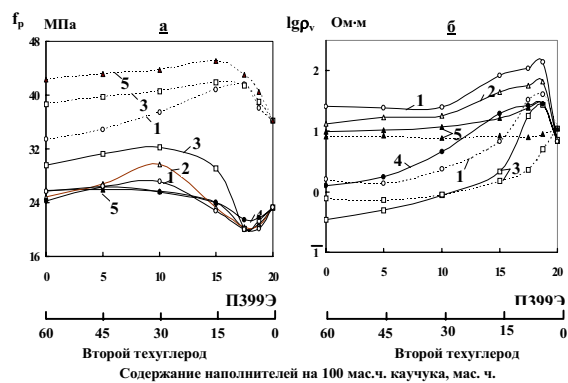 fр МПа а
48
40
32
24
16
5
3
1
3
2
1
5
4
0 5 10 15 20
П399Э
60 45 30 15 0
Второй техуглерод
lgρv Ом·м б
2
1
0
1
1
2
5
4
1
3
0 5 10 15 20
П399Э
60 45 30 15 0
Второй техуглерод
Содержание наполнителей на 100 мас.ч. каучука, мас. ч.